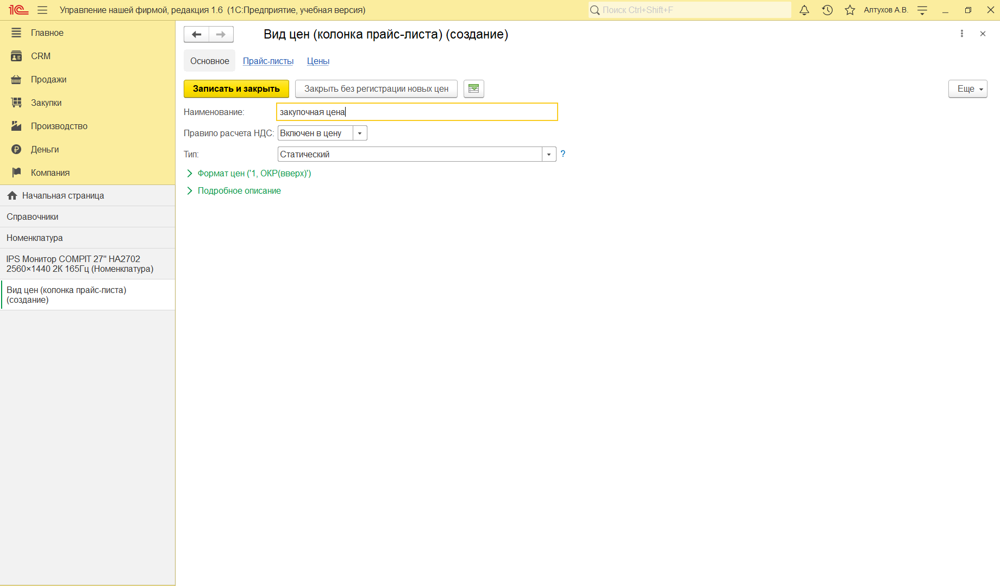 1С Управление нашей фирмой, редакция 1.6 (1С:Предприятие, учебная версия) Поиск Ctrl+Shift+F Алтухов А.В.
Главное
CRM
Продажи
Закупки
Производство
Деньги
Компания
Начальная страница
Справочники
Номенклатура
IPS Монитор COMPIT 27" HA2702
2560×1440 2К 165Гц (Номенклатура)
Вид цен (колонка прайс-листа)
(создание)
Вид цен (колонка прайс-листа) (создание)
Основное Прайс-листы Цены
Записать и закрыть Закрыть без регистрации новых цен Еще
Наименование: закупочная цена
Правило расчета НДС: Включен в цену
Тип: Статический ?
Формат цен ('1, ОКР(вверх)')
Подробное описание